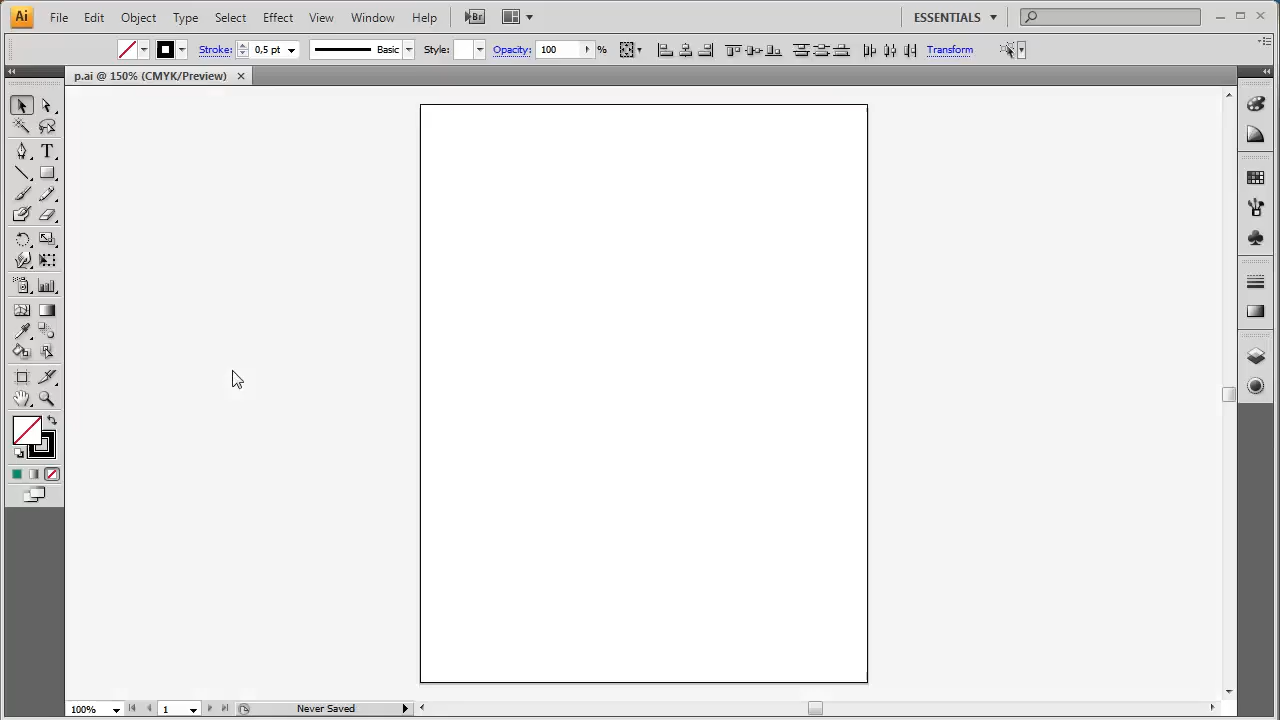 Ai File Edit Object Type Select Effect View Window Help Br ESSENTIALS
Stroke: 0,5 pt Basic Style: Opacity: 100 % Transform
p.ai @ 150% (CMYK/Preview)
T
100% 1 Never Saved